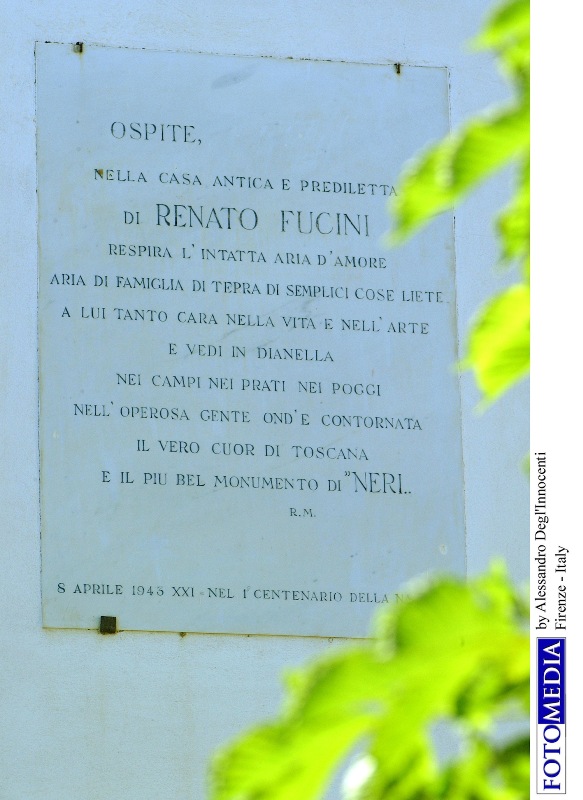 OSPITE,
NELLA CASA ANTICA E PREDILETTA
DI RENATO FUCINI
RESPIRA L'INTATTA ARIA D'AMORE
ARIA DI FAMIGLIA DI TEPRA DI SEMPLICI COSE LIETE
A LUI TANTO CARA NELLA VITA E NELL'ARTE
E VEDI IN DIANELLA
NEI CAMPI NEI PRATI NEI POGGI
NELL'OPEROSA GENTE OND'E CONTORNATA
IL VERO CUOR DI TOSCANA
E IL PIU BEL MONUMENTO DI "NERI..
R.M.
8 APRILE 1943 XXI - NEL I CENTENARIO DELLA
by Alessandro Degl'Innocenti
Firenze - Italy
FOTOMEDIA